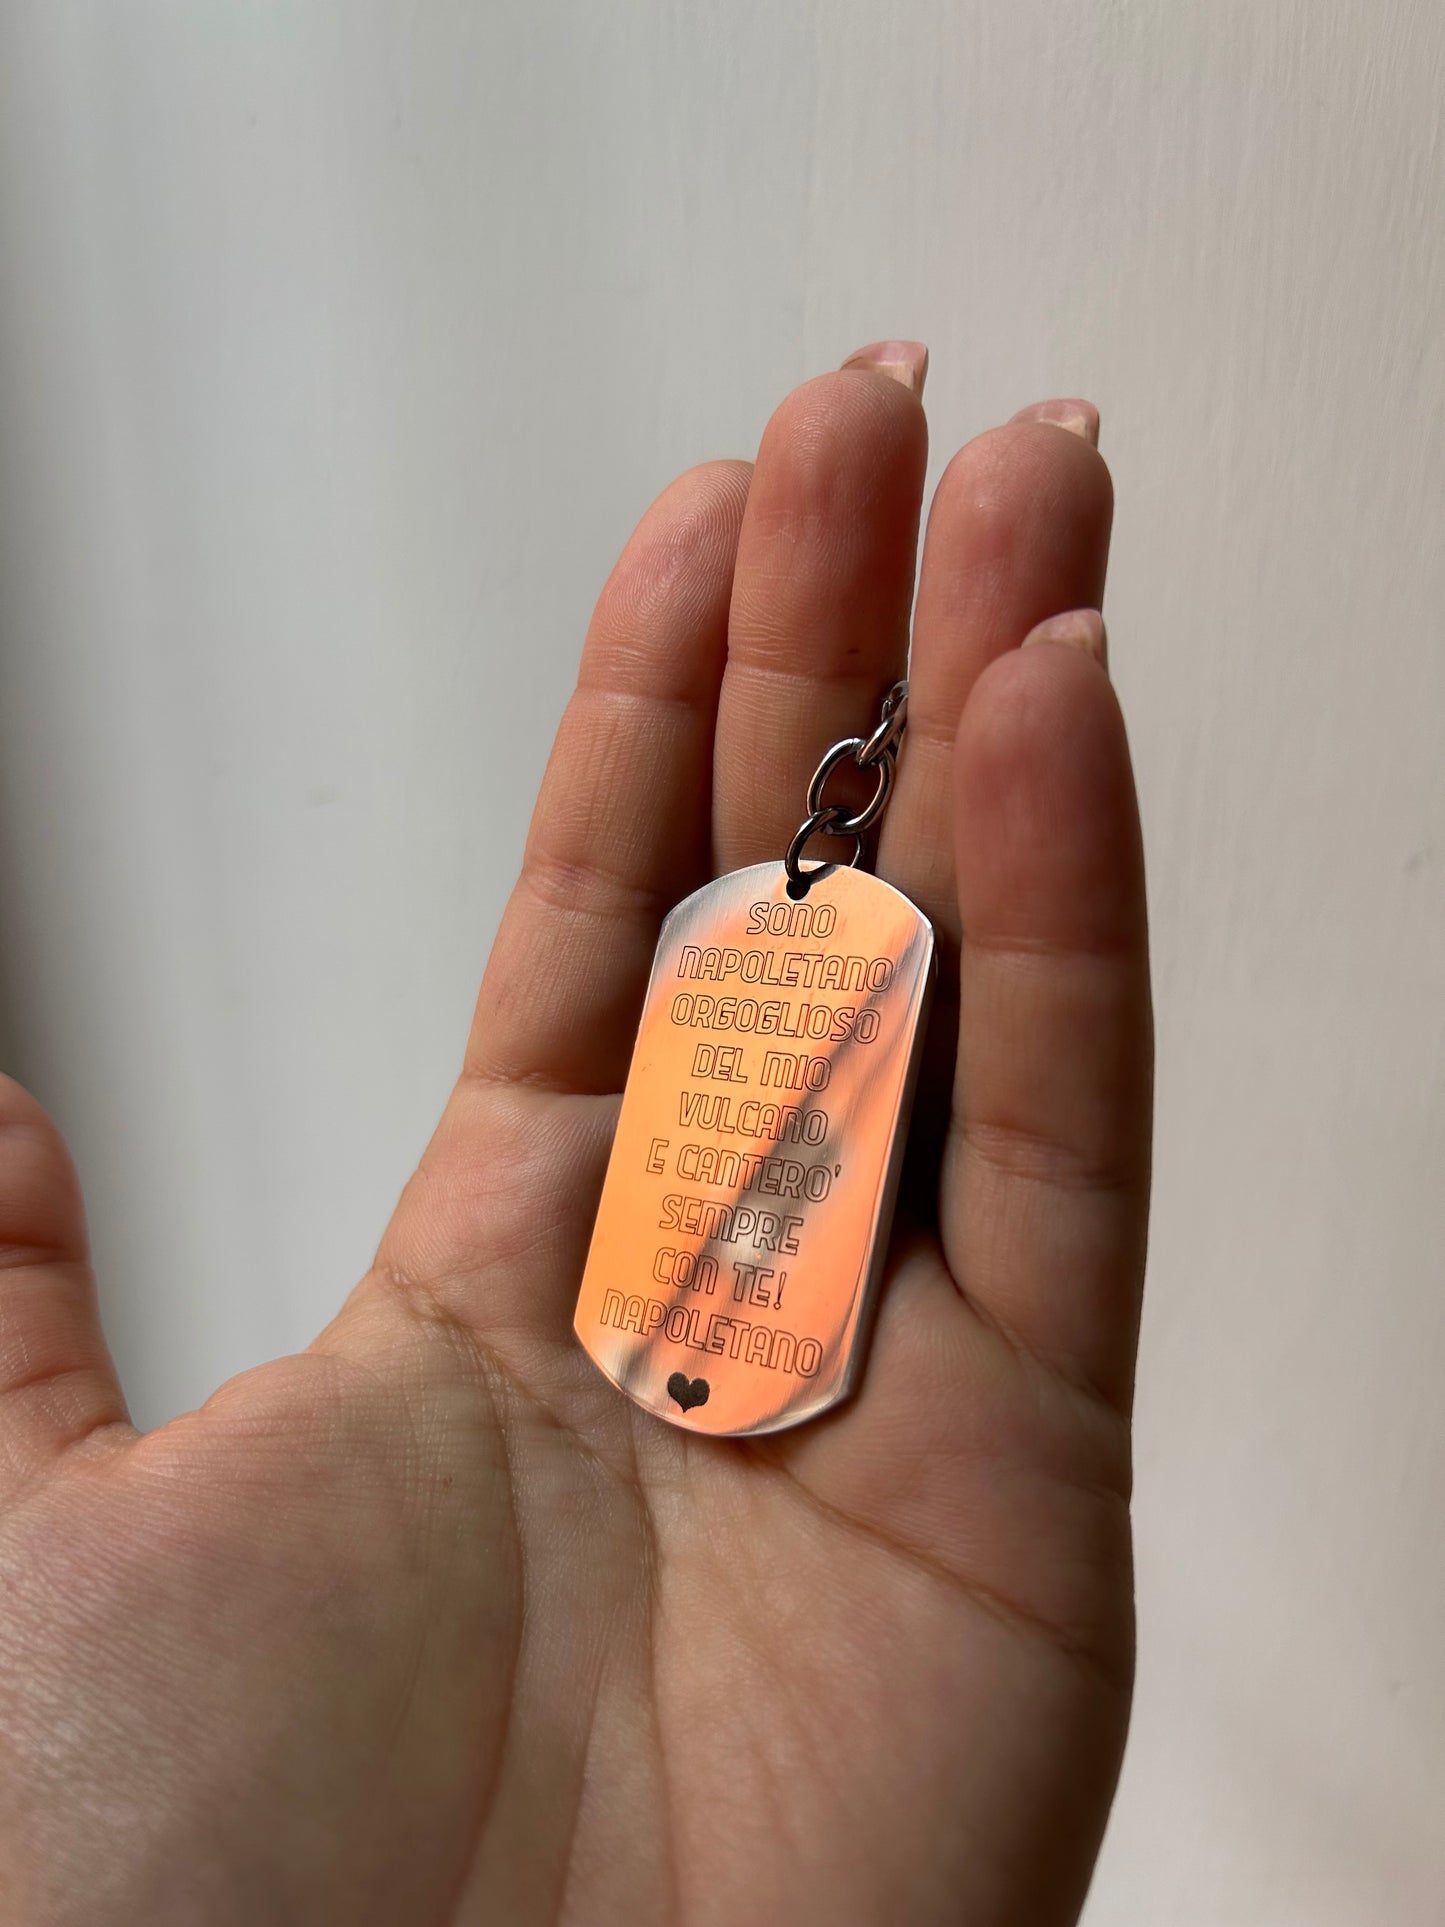 SONO
NAPOLETANO
ORGOGLIOSO
DEL MIO
VULCANO
E CANTERO'
SEMPRE
CON TE!
NAPOLETANO